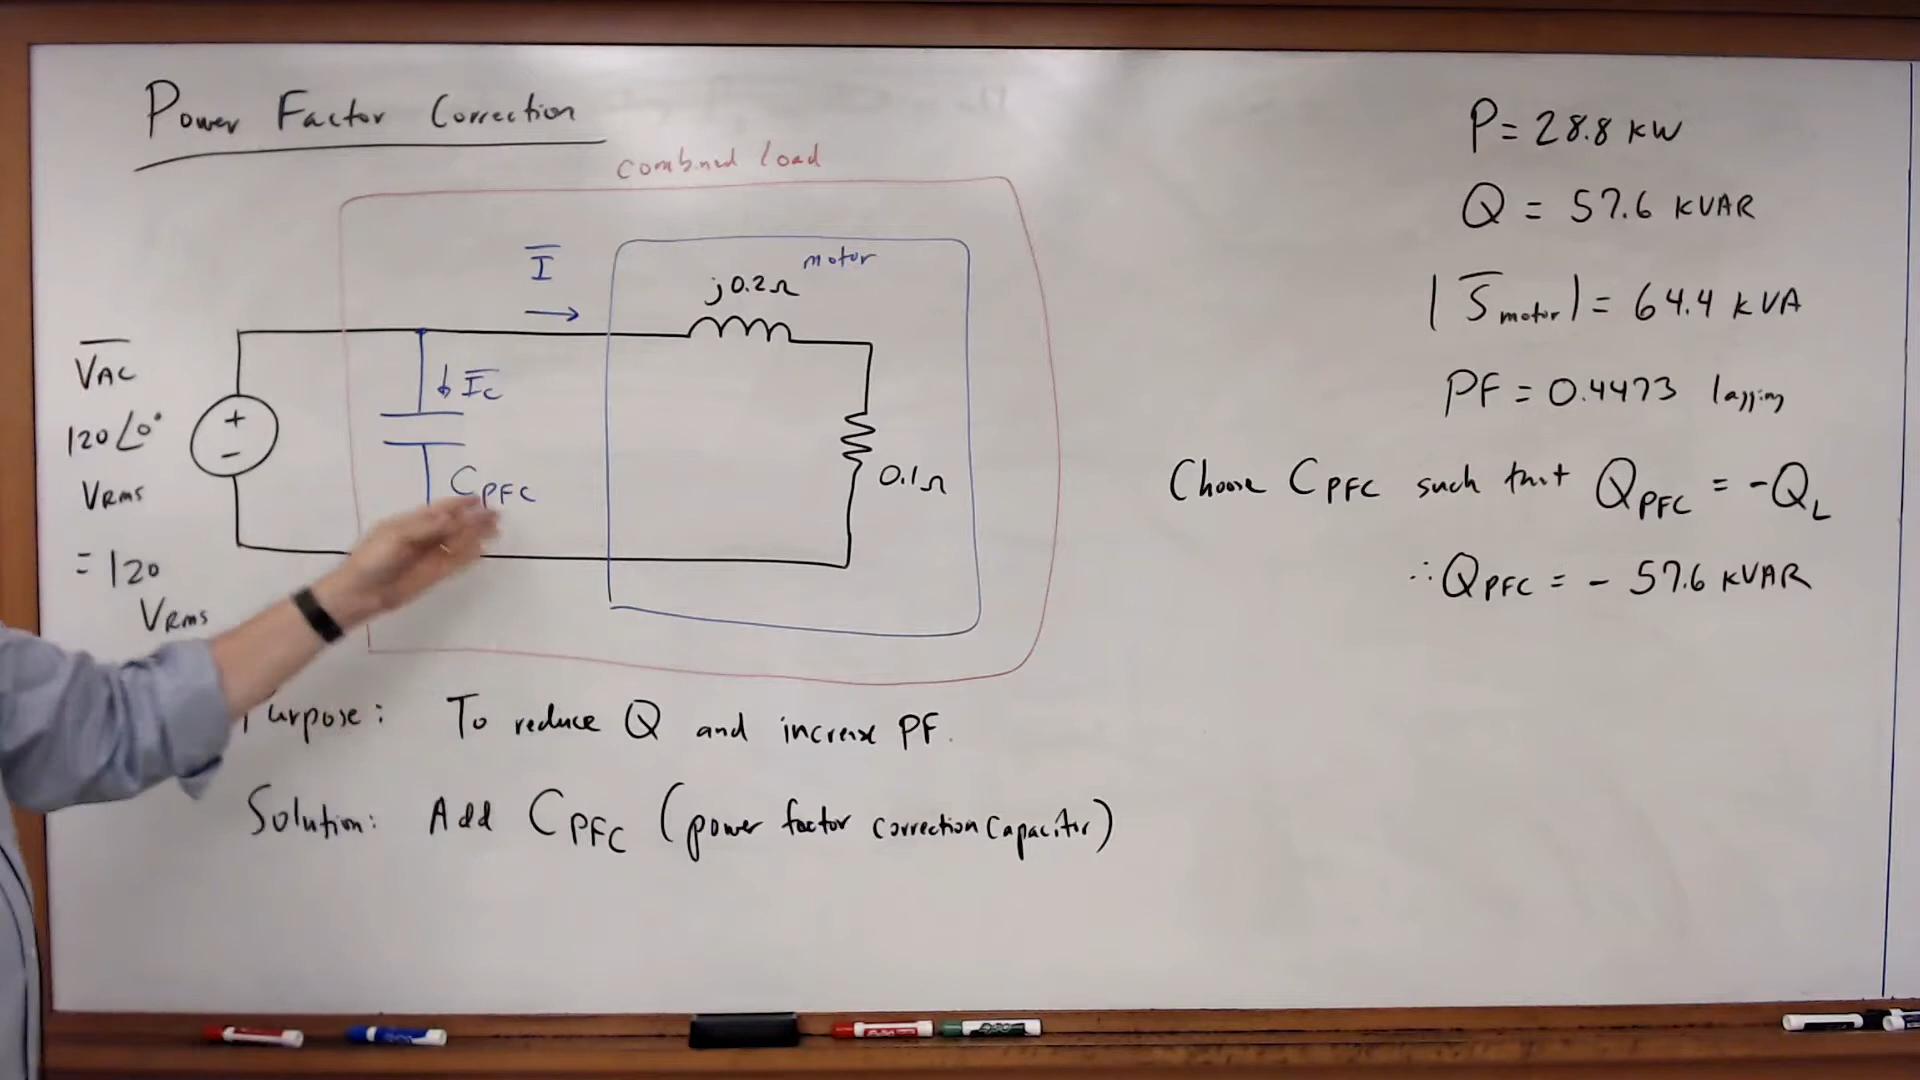 Power Factor Correction
combined load
I
motor
j0.2Ω
VAC
120∠0°
VRms
= 120
VRms
+
-
Ic
CPFC
0.1Ω
Purpose: To reduce Q and increase PF.
Solution: Add CPFC (power factor correction Capacitor)
P = 28.8 kW
Q = 57.6 kVAR
|Smotor| = 64.4 kVA
PF = 0.4473 lagging
Choose CPFC such that QPFC = -QL
∴ QPFC = - 57.6 kVAR